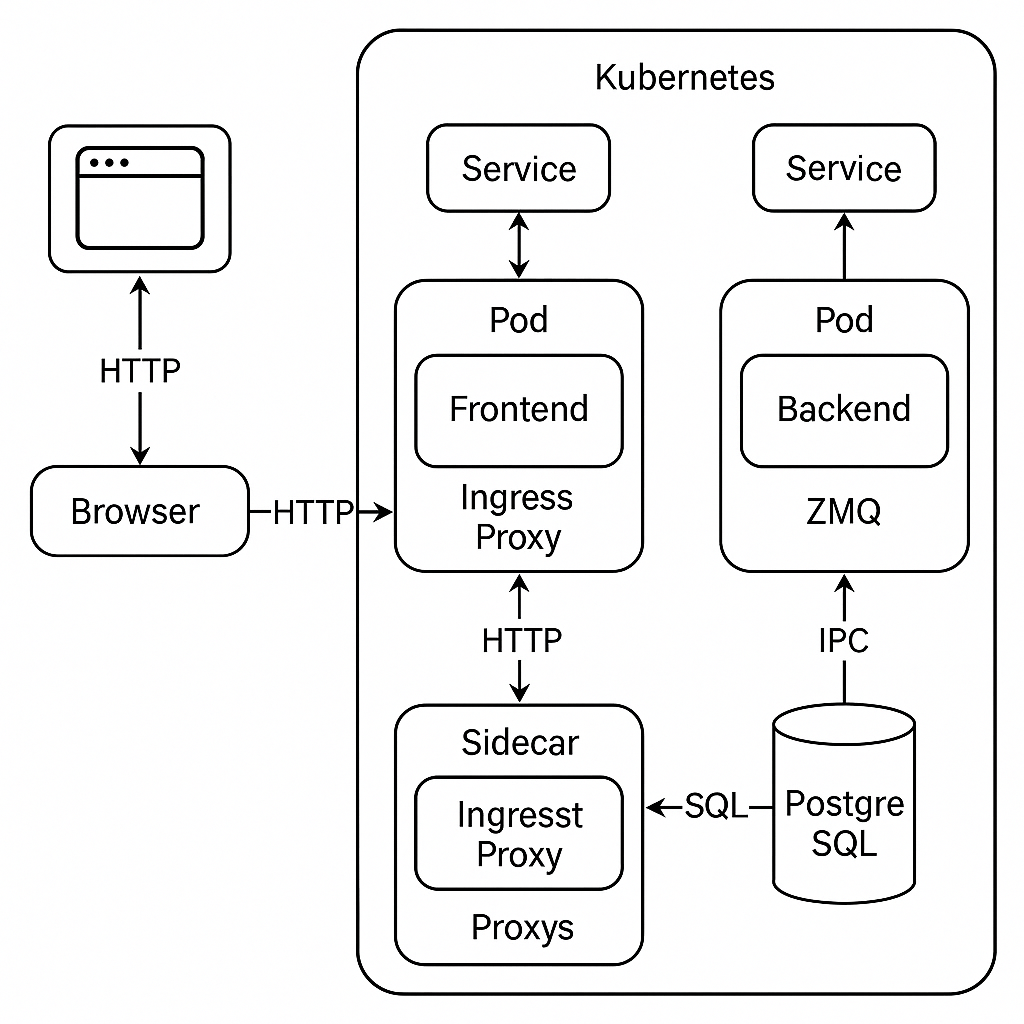 Kubernetes
Service
Service
HTTP
Browser
HTTP
Pod
Frontend
Ingress
Proxy
Pod
Backend
ZMQ
HTTP
IPC
Sidecar
Ingresst
Proxy
Proxys
SQL
Postgre
SQL